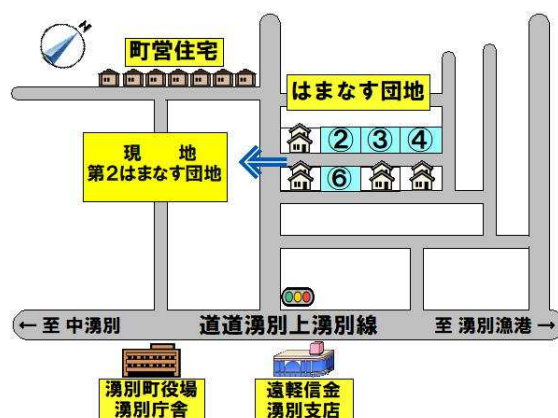 N
町営住宅
はまなす団地
② ③ ④
現 地
第2はまなす団地
⑥
← 至 中湧別
道道湧別上湧別線
至 湧別漁港 →
湧別町役場
湧別庁舎
遠軽信金
湧別支店